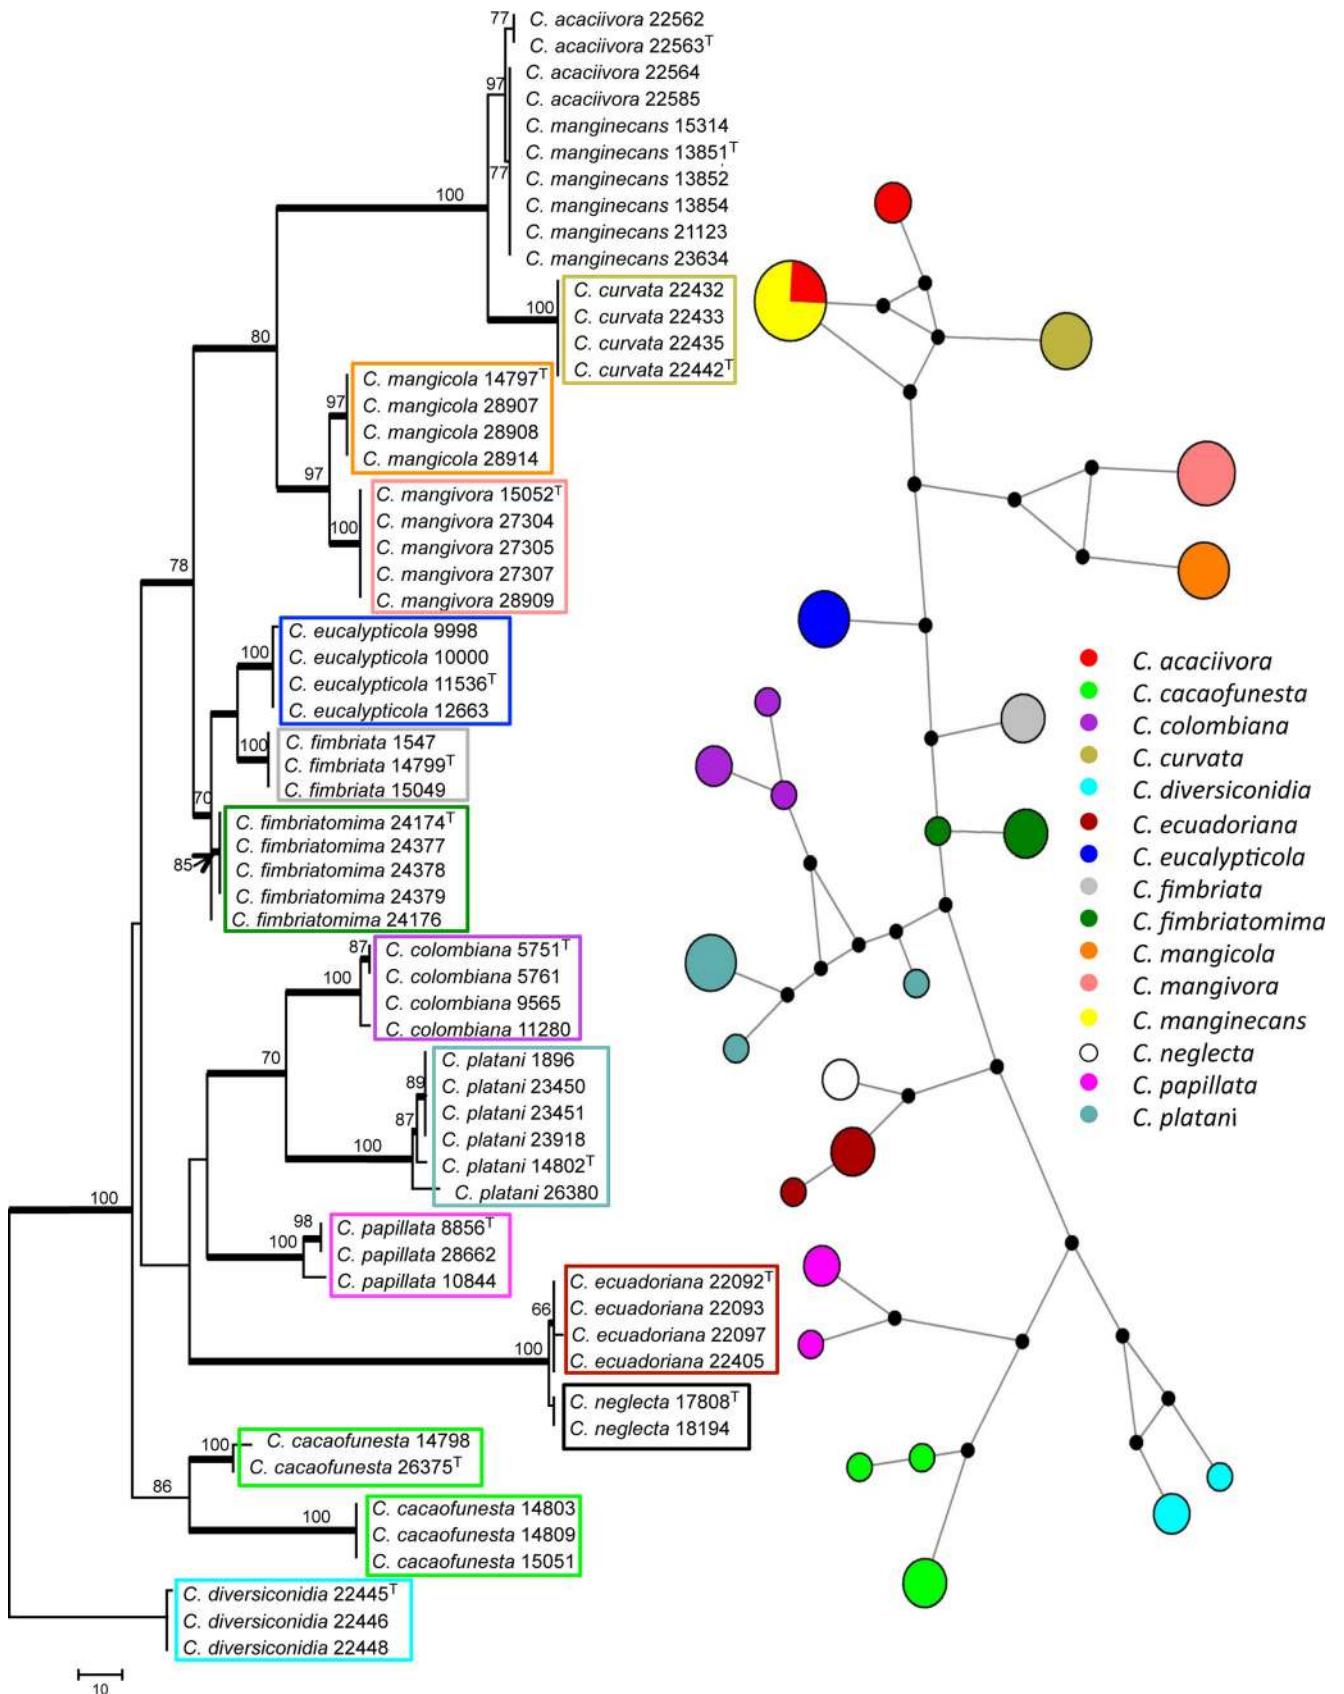 77
C. acaciivora 22562
C. acaciivora 22563T
C. acaciivora 22564
97
C. acaciivora 22585
C. manginecans 15314
C. manginecans 13851T
77
C. manginecans 13852
100
C. manginecans 13854
C. manginecans 21123
C. manginecans 23634
C. curvata 22432
100
C. curvata 22433
C. curvata 22435
80
C. curvata 22442T
C. mangicola 14797T
97
C. mangicola 28907
C. mangicola 28908
C. mangicola 28914
97
C. mangivora 15052T
100
C. mangivora 27304
C. mangivora 27305
78
C. mangivora 27307
C. mangivora 28909
C. eucalypticola 9998
100
C. eucalypticola 10000
C. eucalypticola 11536T
C. eucalypticola 12663
100
C. fimbriata 1547
C. fimbriata 14799T
C. fimbriata 15049
70
C. fimbriatomima 24174T
C. fimbriatomima 24377
85
C. fimbriatomima 24378
C. fimbriatomima 24379
C. fimbriatomima 24176
87
C. colombiana 5751T
C. colombiana 5761
100
C. colombiana 9565
C. colombiana 11280
70
C. platani 1896
89
C. platani 23450
C. platani 23451
87
C. platani 23918
100
C. platani 14802T
C. platani 26380
100
98
C. papillata 8856T
100
C. papillata 28662
C. papillata 10844
C. ecuadoriana 22092T
66
C. ecuadoriana 22093
C. ecuadoriana 22097
100
C. ecuadoriana 22405
C. neglecta 17808T
C. neglecta 18194
100
C. cacaofunesta 14798
C. cacaofunesta 26375T
86
C. cacaofunesta 14803
100
C. cacaofunesta 14809
C. cacaofunesta 15051
C. diversiconidia 22445T
C. diversiconidia 22446
C. diversiconidia 22448
10
C. acaciivora
C. cacaofunesta
C. colombiana
C. curvata
C. diversiconidia
C. ecuadoriana
C. eucalypticola
C. fimbriata
C. fimbriatomima
C. mangicola
C. mangivora
C. manginecans
C. neglecta
C. papillata
C. platani